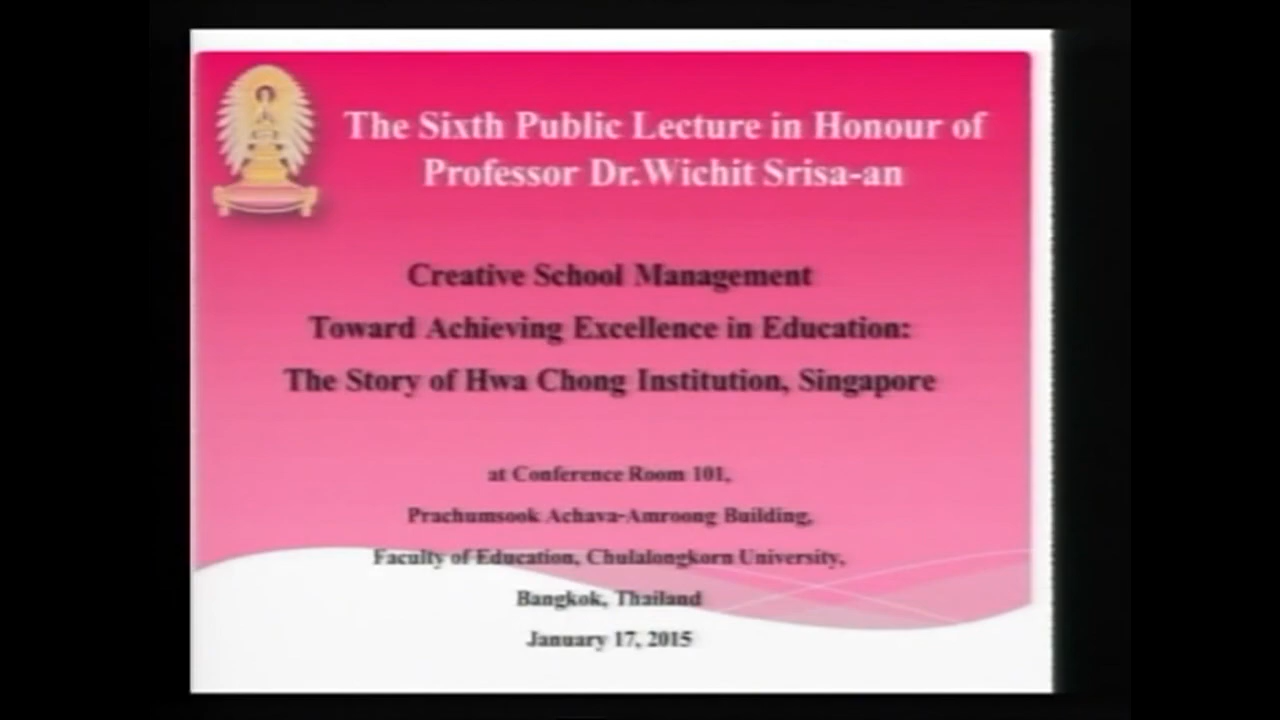 The Sixth Public Lecture in Honour of
Professor Dr.Wichit Srisa-an
Creative School Management
Toward Achieving Excellence in Education:
The Story of Hwa Chong Institution, Singapore
at Conference Room 101,
Prachumsook Achava-Amroong Building,
Faculty of Education, Chulalongkorn University,
Bangkok, Thailand
January 17, 2015